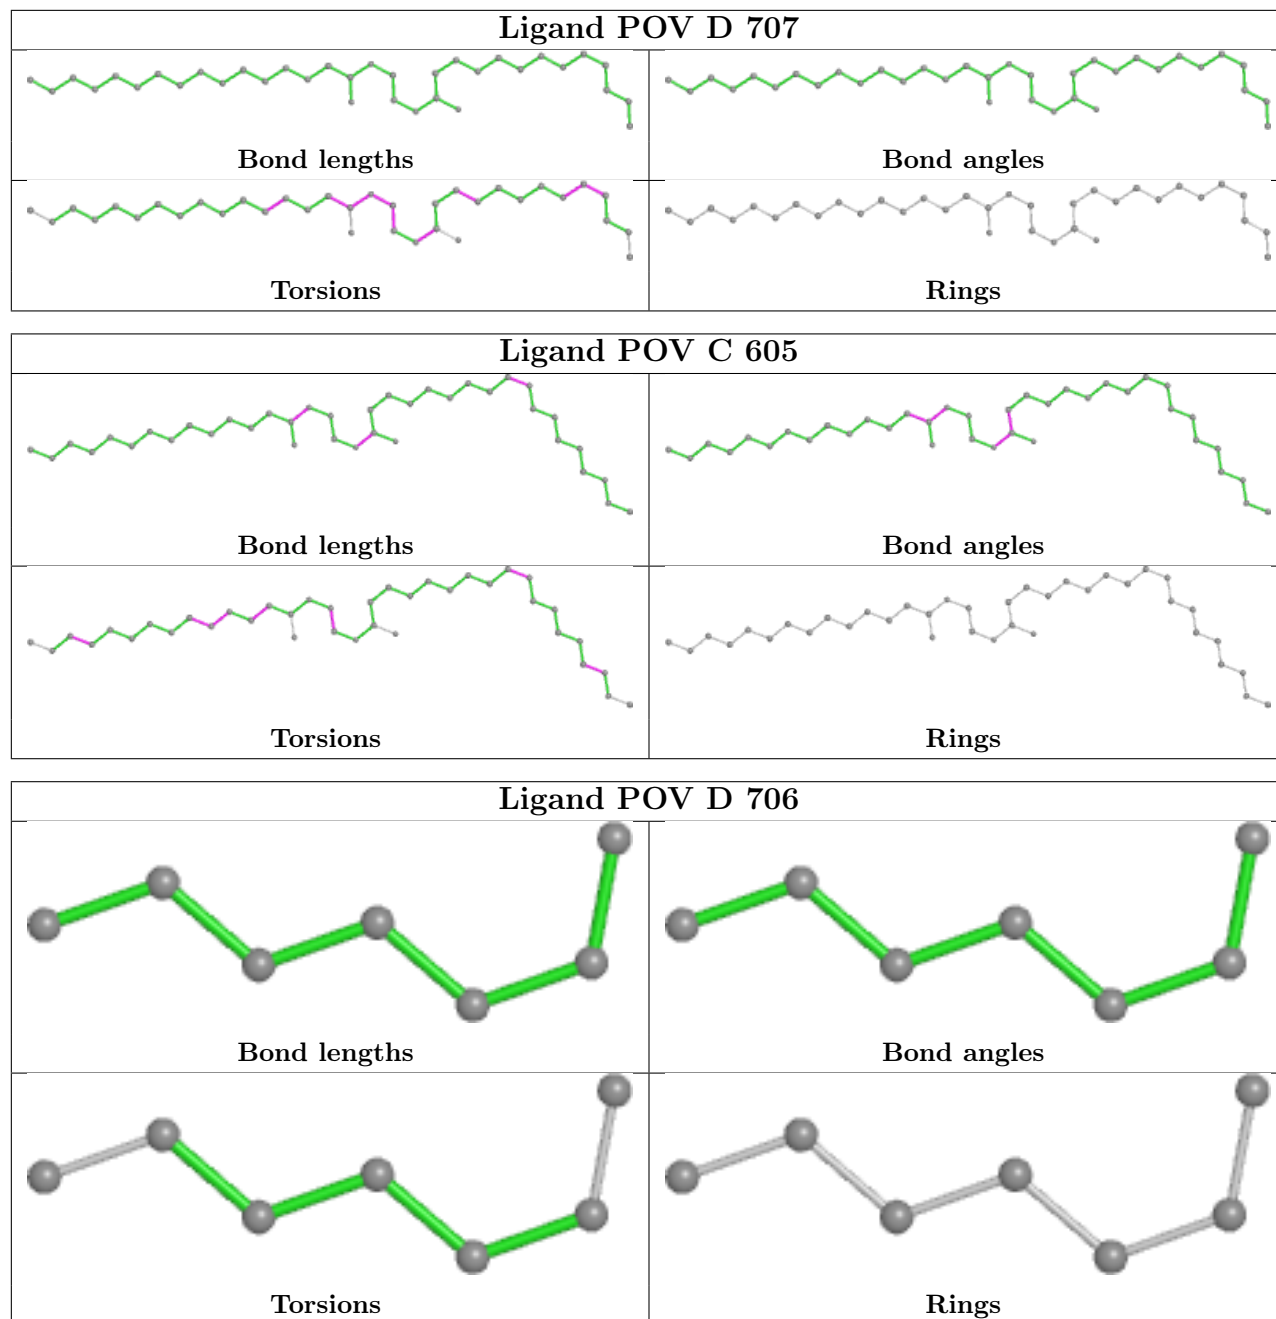 Ligand POV D 707
Bond lengths
Bond angles
Torsions
Rings
Ligand POV C 605
Bond lengths
Bond angles
Torsions
Rings
Ligand POV D 706
Bond lengths
Bond angles
Torsions
Rings